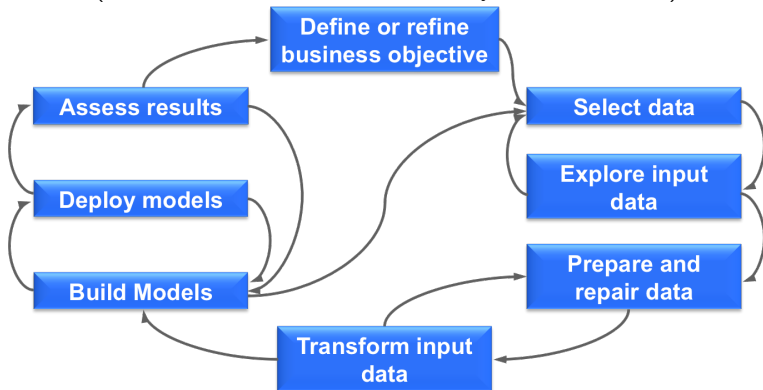 Define or refine
business objective
Assess results
Select data
Deploy models
Explore input
data
Build Models
Prepare and
repair data
Transform input
data